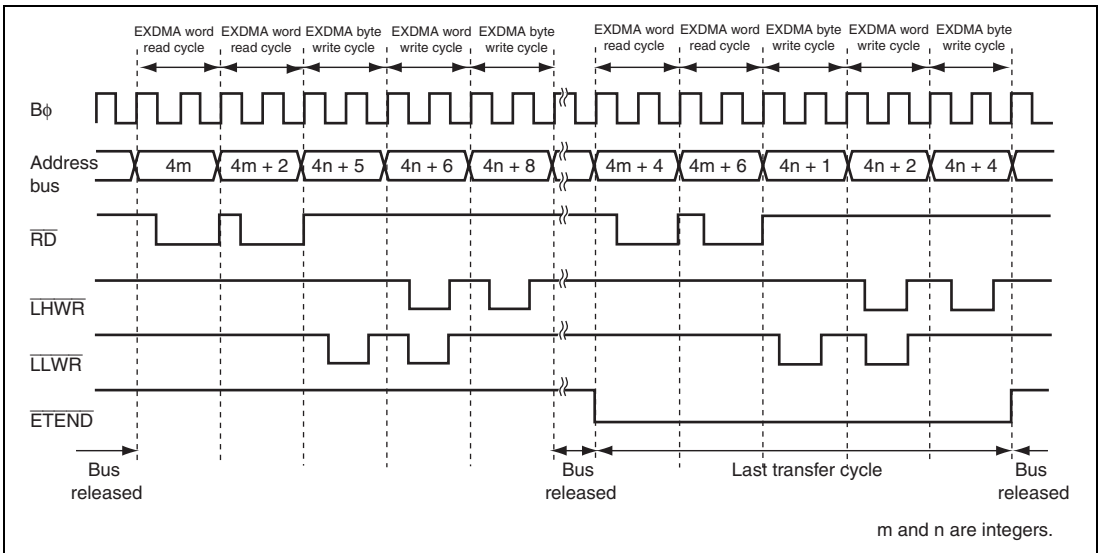 EXDMA word read cycle
EXDMA word read cycle
EXDMA byte write cycle
EXDMA word write cycle
EXDMA byte write cycle
EXDMA word read cycle
EXDMA word read cycle
EXDMA byte write cycle
EXDMA word write cycle
EXDMA byte write cycle
Bφ
Address bus
4m
4m + 2
4n + 5
4n + 6
4n + 8
4m + 4
4m + 6
4n + 1
4n + 2
4n + 4
RD
LHWR
LLWR
ETEND
Bus released
Bus released
Last transfer cycle
Bus released
m and n are integers.